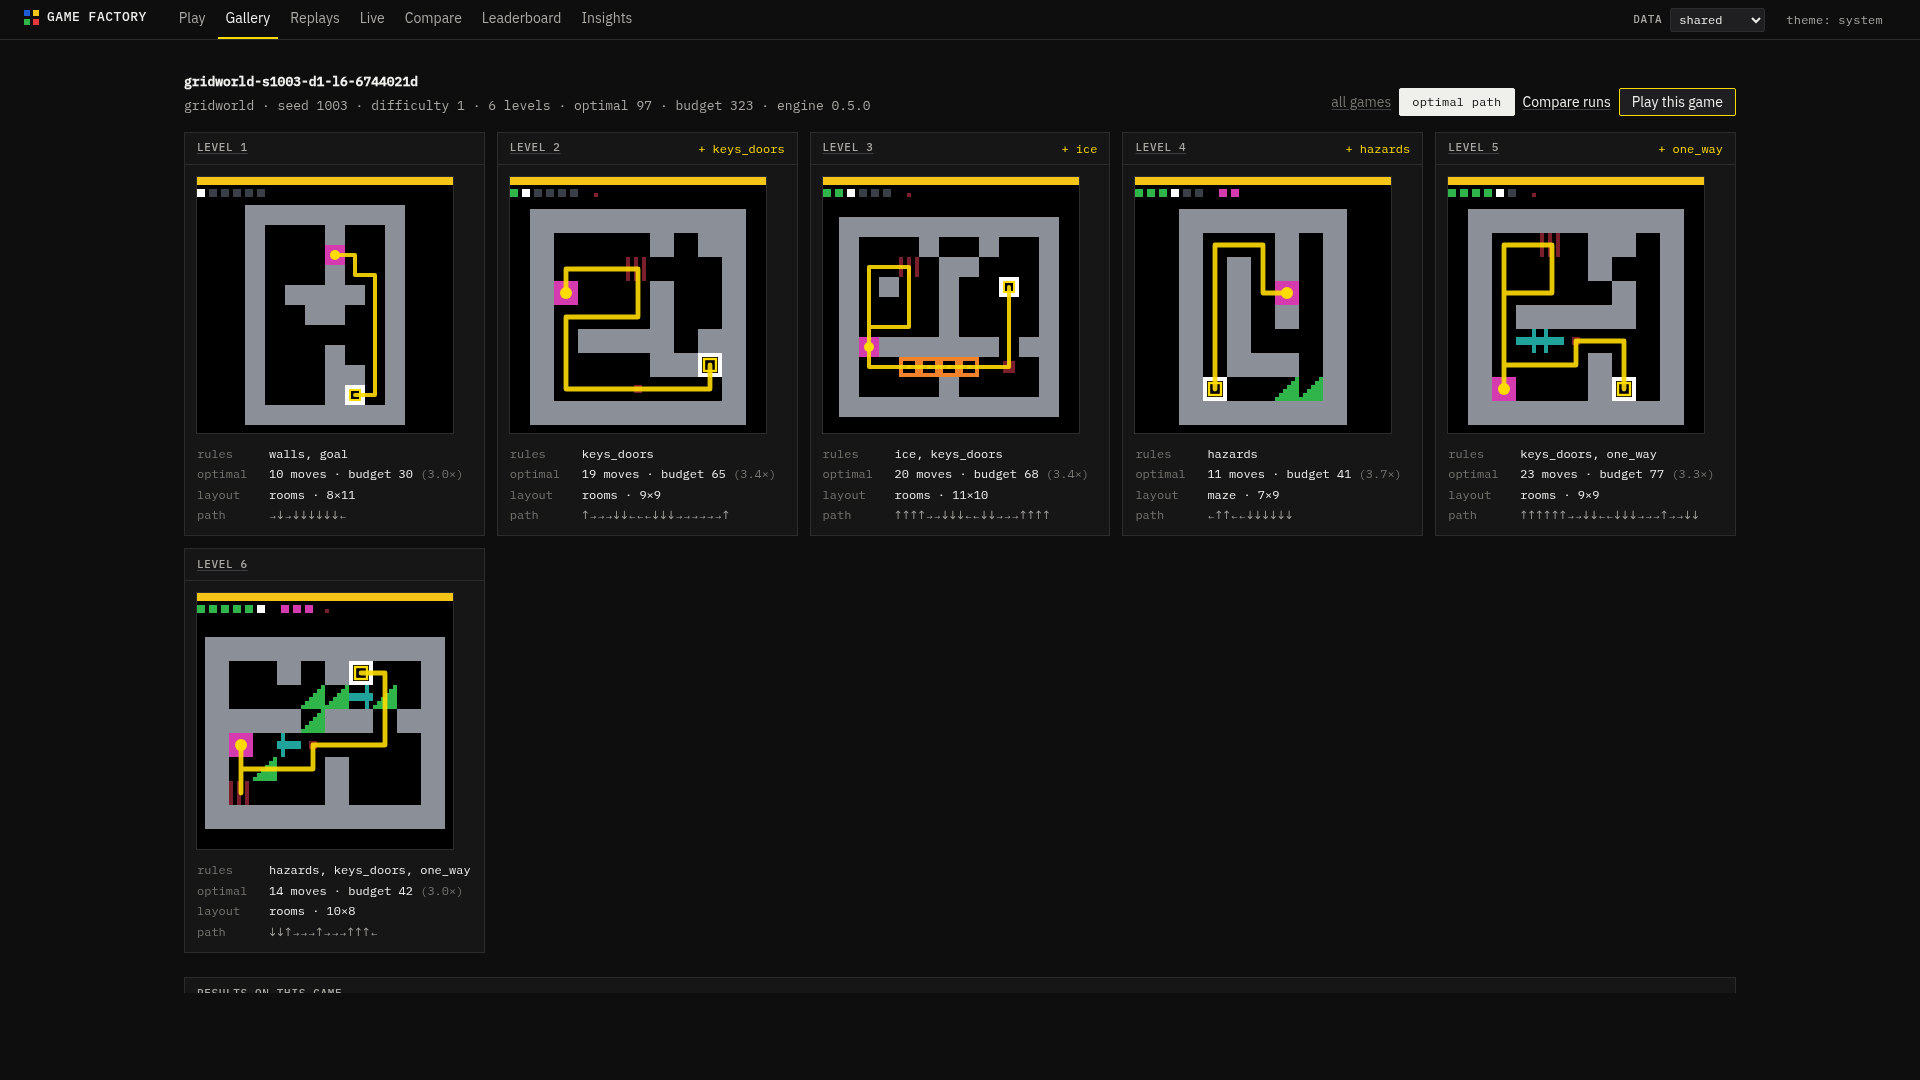 GAME FACTORY Play Gallery Replays Live Compare Leaderboard Insights DATA shared theme: system
gridworld-s1003-d1-l6-6744021d
gridworld · seed 1003 · difficulty 1 · 6 levels · optimal 97 · budget 323 · engine 0.5.0
all games optimal path Compare runs Play this game
LEVEL 1
rules walls, goal
optimal 10 moves · budget 30 (3.0×)
layout rooms · 8×11
path →↓→↓↓↓↓↓↓←
LEVEL 2 + keys_doors
rules keys_doors
optimal 19 moves · budget 65 (3.4×)
layout rooms · 9×9
path ↑→→→↓↓←←←↓↓↓→→→→→→↑
LEVEL 3 + ice
rules ice, keys_doors
optimal 20 moves · budget 68 (3.4×)
layout rooms · 11×10
path ↑↑↑↑→→↓↓↓←←↓↓→→→↑↑↑↑
LEVEL 4 + hazards
rules hazards
optimal 11 moves · budget 41 (3.7×)
layout maze · 7×9
path ←↑↑←←↓↓↓↓↓↓
LEVEL 5 + one_way
rules keys_doors, one_way
optimal 23 moves · budget 77 (3.3×)
layout rooms · 9×9
path ↑↑↑↑↑↑→→↓↓←←↓↓↓→→→↑→→↓↓
LEVEL 6
rules hazards, keys_doors, one_way
optimal 14 moves · budget 42 (3.0×)
layout rooms · 10×8
path ↓↓↑→→→↑→→→↑↑↑←
RESULTS ON THIS GAME